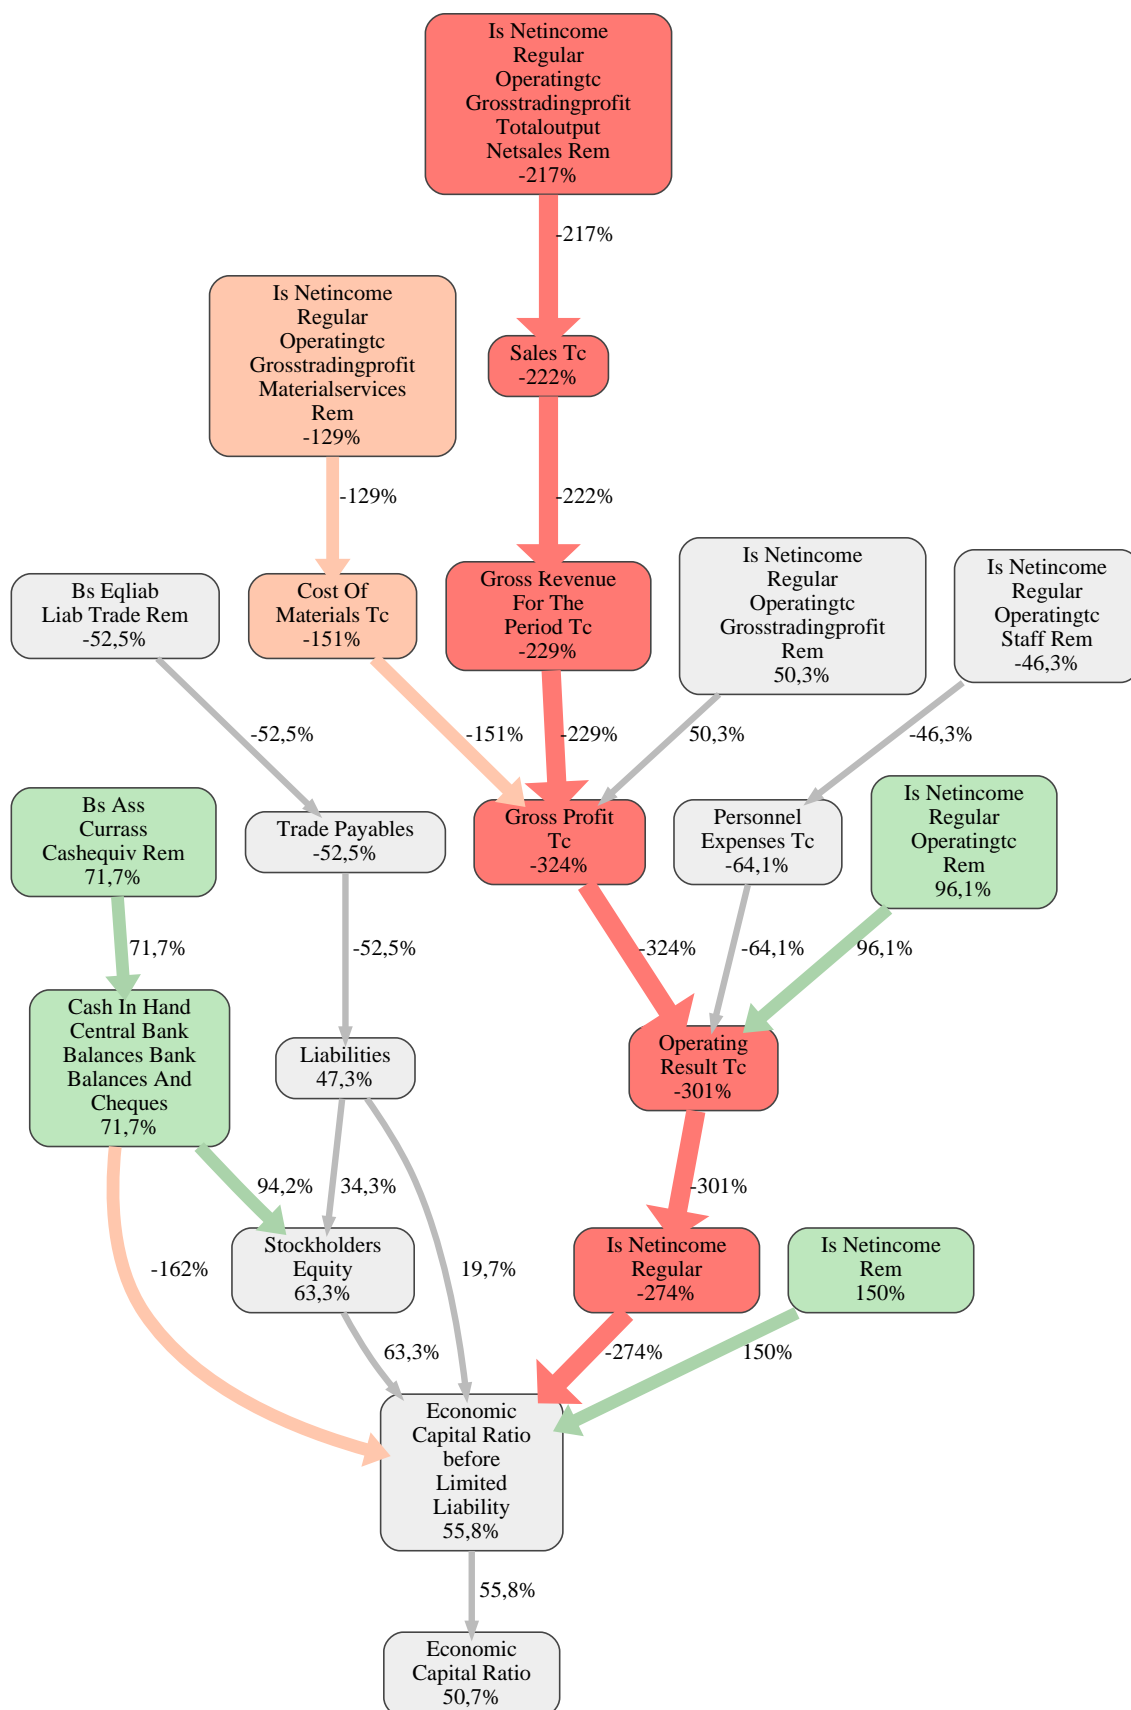 Is Netincome
Regular
Operatingtc
Grosstradingprofit
Totaloutput
Netsales Rem
-217%
-217%
Is Netincome
Regular
Operatingtc
Grosstradingprofit
Materialservices
Rem
-129%
Sales Tc
-222%
-129%
-222%
Bs Eqliab
Liab Trade Rem
-52,5%
Cost Of
Materials Tc
-151%
Gross Revenue
For The
Period Tc
-229%
Is Netincome
Regular
Operatingtc
Grosstradingprofit
Rem
50,3%
Is Netincome
Regular
Operatingtc
Staff Rem
-46,3%
-52,5%
-151%
-229%
50,3%
-46,3%
Bs Ass
Currass
Cashequiv Rem
71,7%
Trade Payables
-52,5%
Gross Profit
Tc
-324%
Personnel
Expenses Tc
-64,1%
Is Netincome
Regular
Operatingtc
Rem
96,1%
71,7%
-52,5%
-324%
-64,1%
96,1%
Cash In Hand
Central Bank
Balances Bank
Balances And
Cheques
71,7%
Liabilities
47,3%
Operating
Result Tc
-301%
94,2%
34,3%
-301%
-162%
Stockholders
Equity
63,3%
19,7%
Is Netincome
Regular
-274%
Is Netincome
Rem
150%
63,3%
-274%
150%
Economic
Capital Ratio
before
Limited
Liability
55,8%
55,8%
Economic
Capital Ratio
50,7%